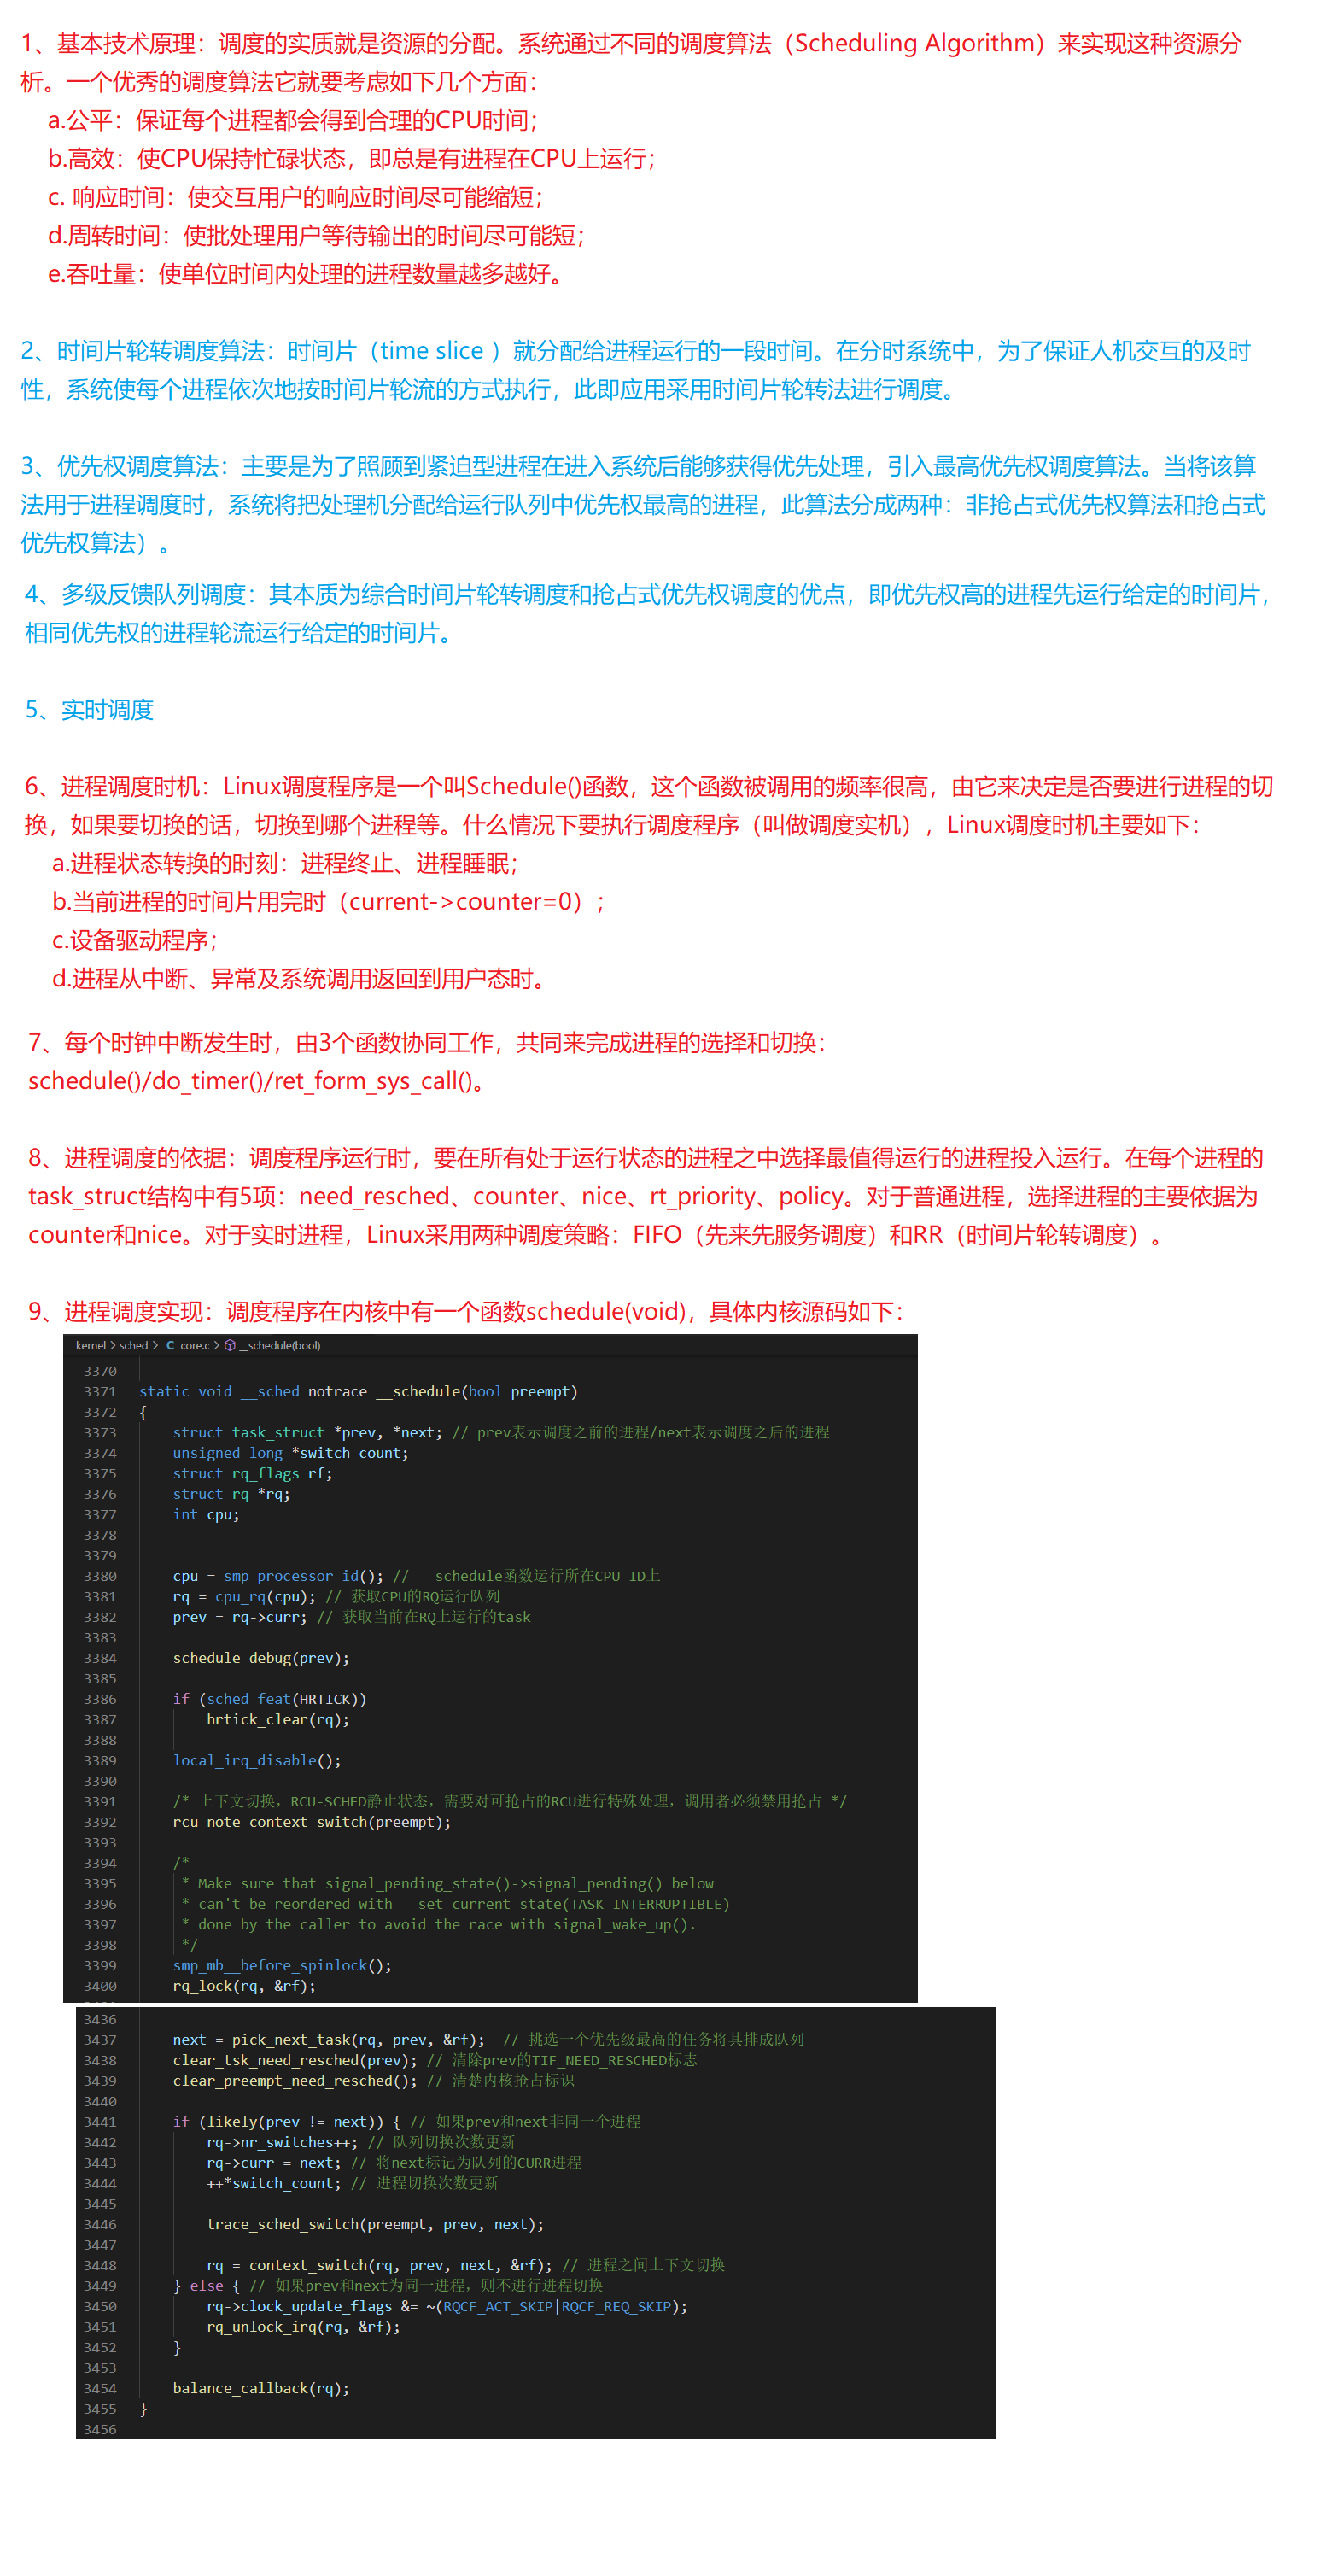 1、基本技术原理：调度的实质就是资源的分配。系统通过不同的调度算法（Scheduling Algorithm）来实现这种资源分
析。一个优秀的调度算法它就要考虑如下几个方面：
a.公平：保证每个进程都会得到合理的CPU时间；
b.高效：使CPU保持忙碌状态，即总是有进程在CPU上运行；
c. 响应时间：使交互用户的响应时间尽可能缩短；
d.周转时间：使批处理用户等待输出的时间尽可能短；
e.吞吐量：使单位时间内处理的进程数量越多越好。
2、时间片轮转调度算法：时间片（time slice ）就分配给进程运行的一段时间。在分时系统中，为了保证人机交互的及时
性，系统使每个进程依次地按时间片轮流的方式执行，此即应用采用时间片轮转法进行调度。
3、优先权调度算法：主要是为了照顾到紧迫型进程在进入系统后能够获得优先处理，引入最高优先权调度算法。当将该算
法用于进程调度时，系统将把处理机分配给运行队列中优先权最高的进程，此算法分成两种：非抢占式优先权算法和抢占式
优先权算法）。
4、多级反馈队列调度：其本质为综合时间片轮转调度和抢占式优先权调度的优点，即优先权高的进程先运行给定的时间片，
相同优先权的进程轮流运行给定的时间片。
5、实时调度
6、进程调度时机：Linux调度程序是一个叫Schedule()函数，这个函数被调用的频率很高，由它来决定是否要进行进程的切
换，如果要切换的话，切换到哪个进程等。什么情况下要执行调度程序（叫做调度实机），Linux调度时机主要如下：
a.进程状态转换的时刻：进程终止、进程睡眠；
b.当前进程的时间片用完时（current->counter=0）；
c.设备驱动程序；
d.进程从中断、异常及系统调用返回到用户态时。
7、每个时钟中断发生时，由3个函数协同工作，共同来完成进程的选择和切换：
schedule()/do_timer()/ret_form_sys_call()。
8、进程调度的依据：调度程序运行时，要在所有处于运行状态的进程之中选择最值得运行的进程投入运行。在每个进程的
task_struct结构中有5项：need_resched、counter、nice、rt_priority、policy。对于普通进程，选择进程的主要依据为
counter和nice。对于实时进程，Linux采用两种调度策略：FIFO（先来先服务调度）和RR（时间片轮转调度）。
9、进程调度实现：调度程序在内核中有一个函数schedule(void)，具体内核源码如下：
kernel > sched > C core.c > __schedule(bool)
3370
3371 static void __sched notrace __schedule(bool preempt)
3372 {
3373 struct task_struct *prev, *next; // prev表示调度之前的进程/next表示调度之后的进程
3374 unsigned long *switch_count;
3375 struct rq_flags rf;
3376 struct rq *rq;
3377 int cpu;
3378
3379
3380 cpu = smp_processor_id(); // __schedule函数运行所在CPU ID上
3381 rq = cpu_rq(cpu); // 获取CPU的RQ运行队列
3382 prev = rq->curr; // 获取当前在RQ上运行的task
3383
3384 schedule_debug(prev);
3385
3386 if (sched_feat(HRTICK))
3387 hrtick_clear(rq);
3388
3389 local_irq_disable();
3390
3391 /* 上下文切换，RCU-SCHED静止状态，需要对可抢占的RCU进行特殊处理，调用者必须禁用抢占 */
3392 rcu_note_context_switch(preempt);
3393
3394 /*
3395 * Make sure that signal_pending_state()->signal_pending() below
3396 * can't be reordered with __set_current_state(TASK_INTERRUPTIBLE)
3397 * done by the caller to avoid the race with signal_wake_up().
3398 */
3399 smp_mb__before_spinlock();
3400 rq_lock(rq, &rf);
3436
3437 next = pick_next_task(rq, prev, &rf); // 挑选一个优先级最高的任务将其排成队列
3438 clear_tsk_need_resched(prev); // 清除prev的TIF_NEED_RESCHED标志
3439 clear_preempt_need_resched(); // 清楚内核抢占标识
3440
3441 if (likely(prev != next)) { // 如果prev和next非同一个进程
3442 rq->nr_switches++; // 队列切换次数更新
3443 rq->curr = next; // 将next标记为队列的CURR进程
3444 ++*switch_count; // 进程切换次数更新
3445
3446 trace_sched_switch(preempt, prev, next);
3447
3448 rq = context_switch(rq, prev, next, &rf); // 进程之间上下文切换
3449 } else { // 如果prev和next为同一进程，则不进行进程切换
3450 rq->clock_update_flags &= ~(RQCF_ACT_SKIP|RQCF_REQ_SKIP);
3451 rq_unlock_irq(rq, &rf);
3452 }
3453
3454 balance_callback(rq);
3455 }
3456